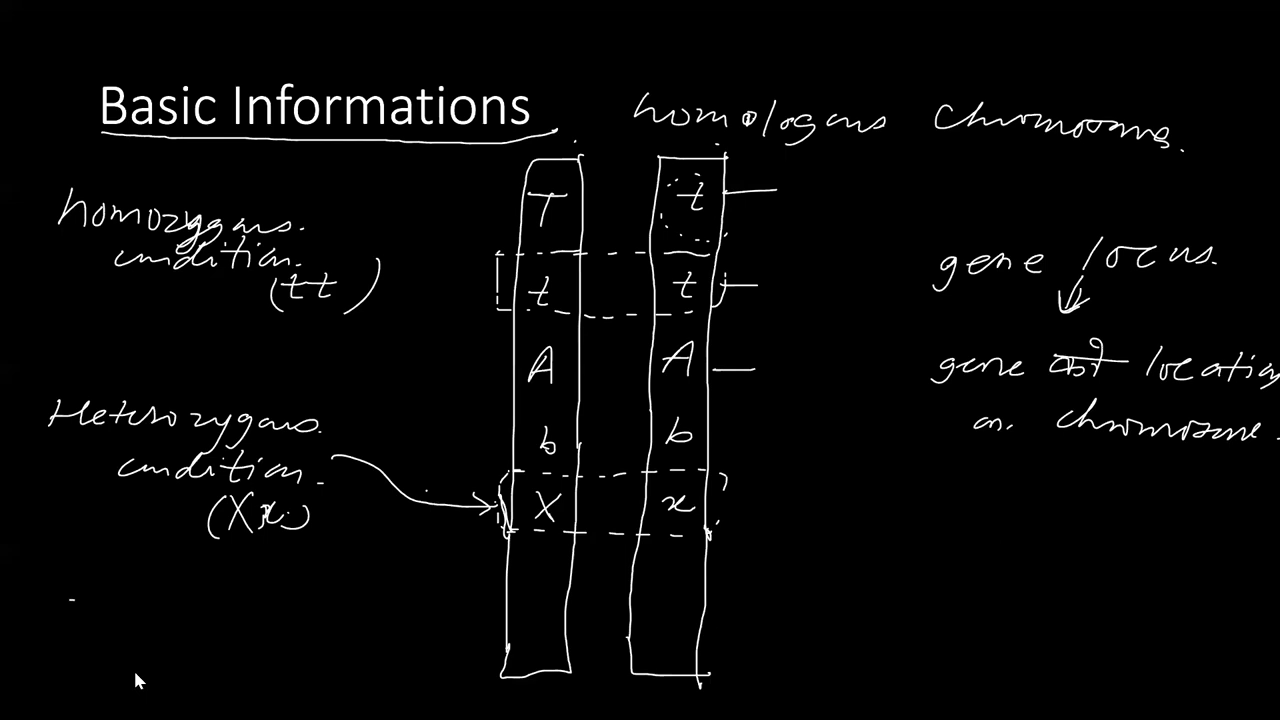 Basic Informations
homologous chromosome.
T t
homozygous.
condition.
(tt)
t t
gene locus.
A A
gene location
on chromosome.
Heterozygous.
condition.
(Xx)
b b
X x